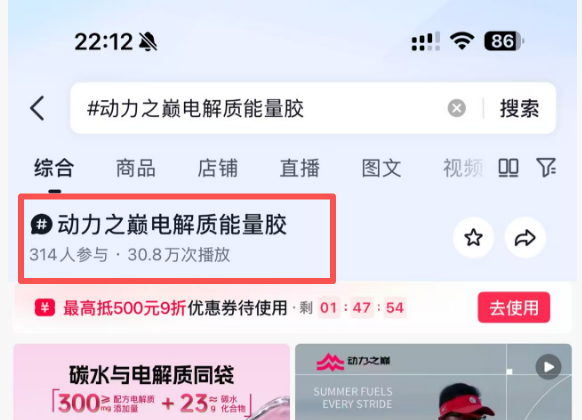 22:12 86
#动力之巅电解质能量胶 搜索
综合 商品 店铺 直播 图文 视频
#动力之巅电解质能量胶
314人参与 · 30.8万次播放
¥ 最高抵500元9折优惠券待使用 · 剩 01 : 47 : 54 去使用
碳水与电解质同袋
300mg≥ 配方电解质添加量 + 23g≈ 碳水化合物
动力之巅
SUMMER FUELS
EVERY STRIDE